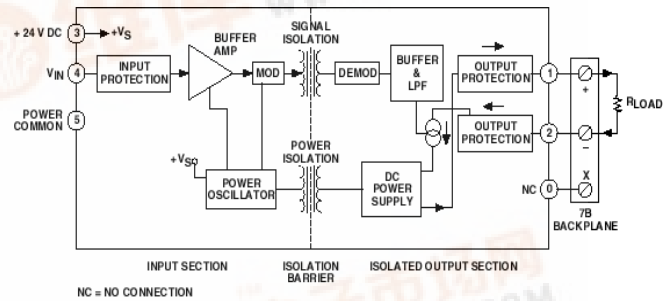 + 24 V DC 3 +VS
SIGNAL
ISOLATION
BUFFER
AMP
VIN 4
INPUT
PROTECTION
MOD
DEMOD
BUFFER
&
LPF
OUTPUT
PROTECTION
1
+
RLOAD
POWER
COMMON
5
POWER
ISOLATION
OUTPUT
PROTECTION
2
–
+VS
POWER
OSCILLATOR
DC
POWER
SUPPLY
NC 0
X
7B
BACKPLANE
INPUT SECTION
ISOLATION
BARRIER
ISOLATED OUTPUT SECTION
NC = NO CONNECTION